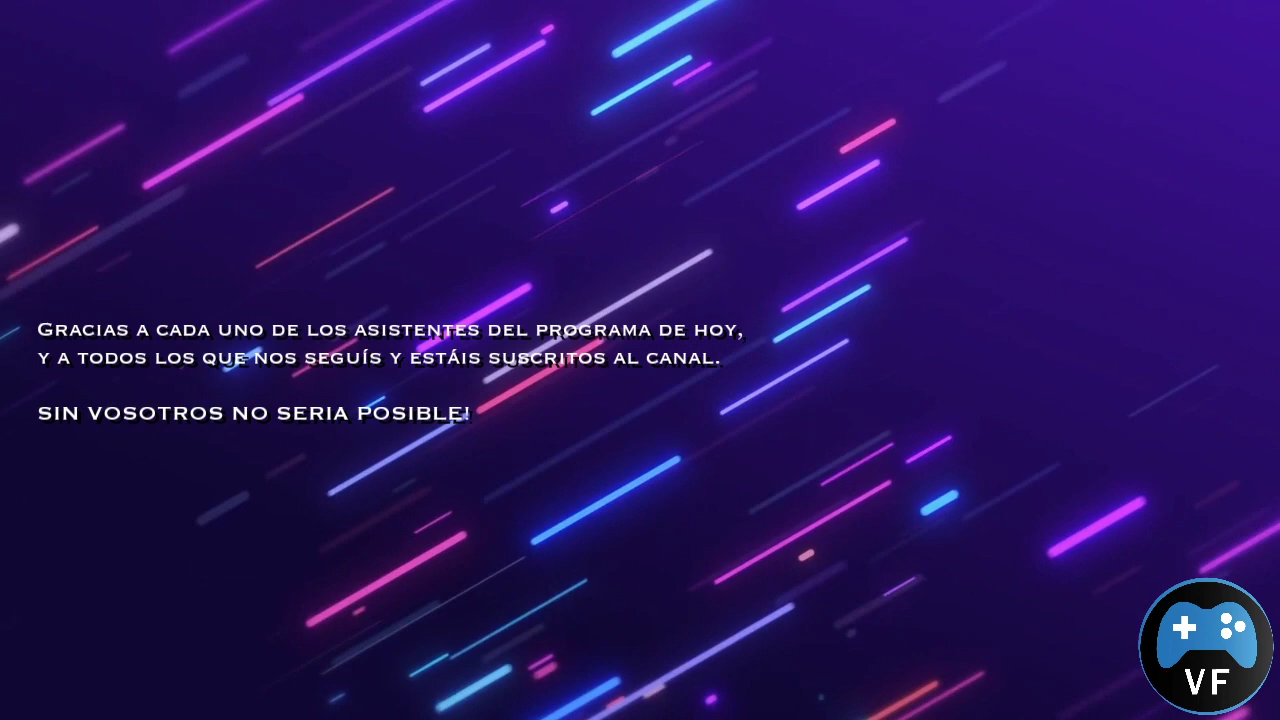 Gracias a cada uno de los asistentes del programa de hoy,
y a todos los que nos seguís y estáis suscritos al canal.
SIN VOSOTROS NO SERIA POSIBLE!
VF